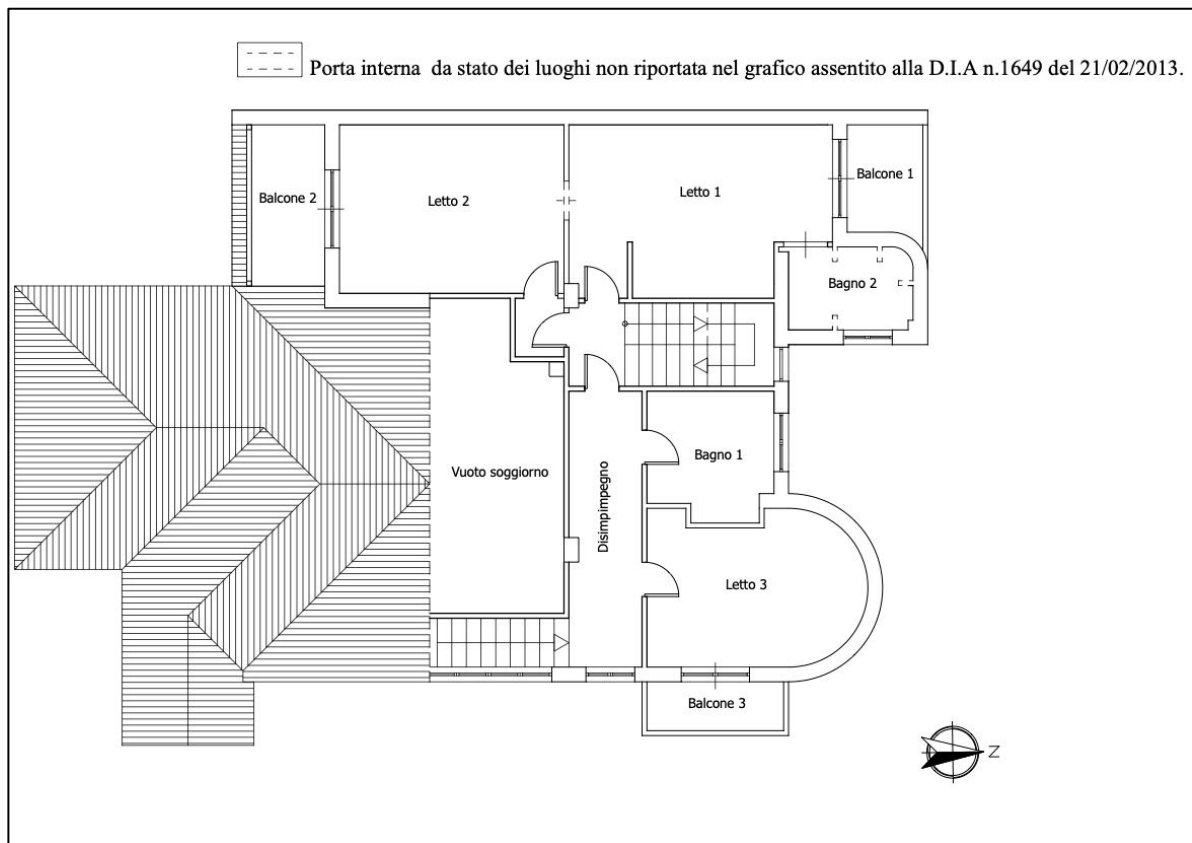 Porta interna da stato dei luoghi non riportata nel grafico assentito alla D.I.A n.1649 del 21/02/2013.
Balcone 2
Letto 2
Letto 1
Balcone 1
Bagno 2
Vuoto soggiorno
Disimpimpegno
Bagno 1
Letto 3
Balcone 3
N